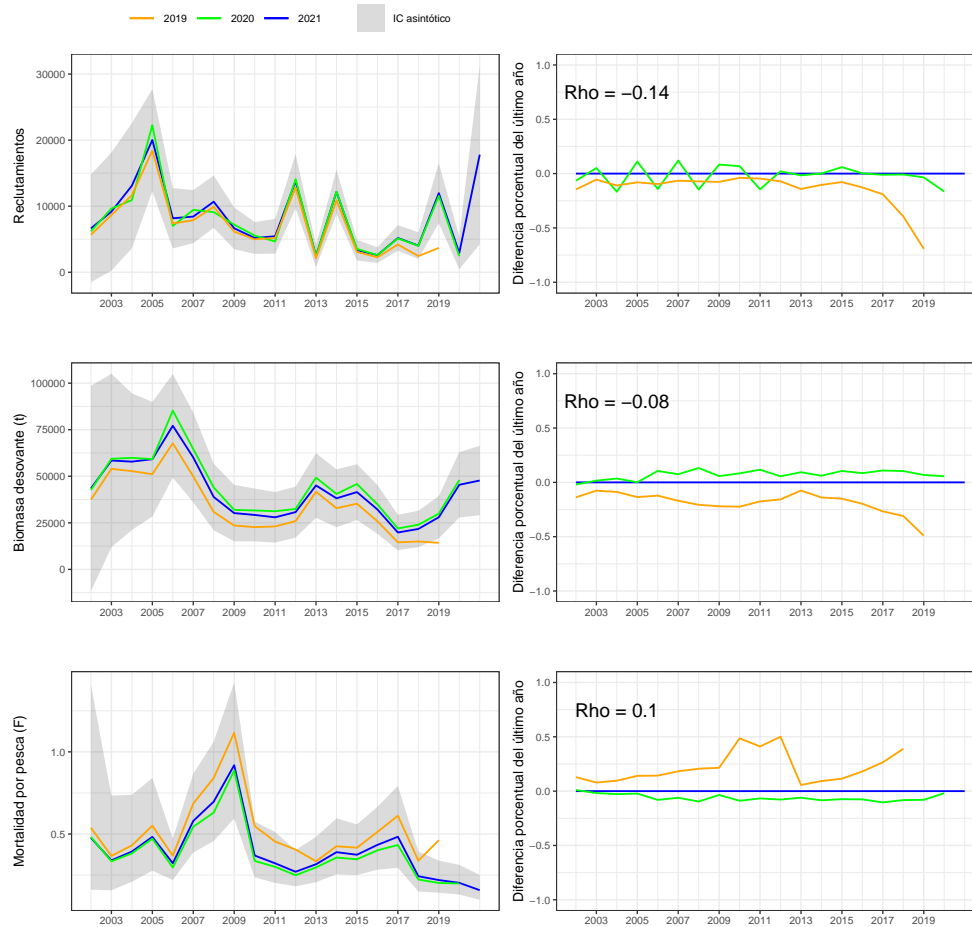 2019 2020 2021 IC asintótico
Reclutamientos
30000
20000
10000
0
2003 2005 2007 2009 2011 2013 2015 2017 2019
Diferencia porcentual del último año
Rho = −0.14
1.0
0.5
0.0
−0.5
−1.0
2003 2005 2007 2009 2011 2013 2015 2017 2019
Biomasa desovante (t)
100000
75000
50000
25000
0
2003 2005 2007 2009 2011 2013 2015 2017 2019
Diferencia porcentual del último año
Rho = −0.08
1.0
0.5
0.0
−0.5
−1.0
2003 2005 2007 2009 2011 2013 2015 2017 2019
Mortalidad por pesca (F)
1.0
0.5
2003 2005 2007 2009 2011 2013 2015 2017 2019
Diferencia porcentual del último año
Rho = 0.1
1.0
0.5
0.0
−0.5
−1.0
2003 2005 2007 2009 2011 2013 2015 2017 2019